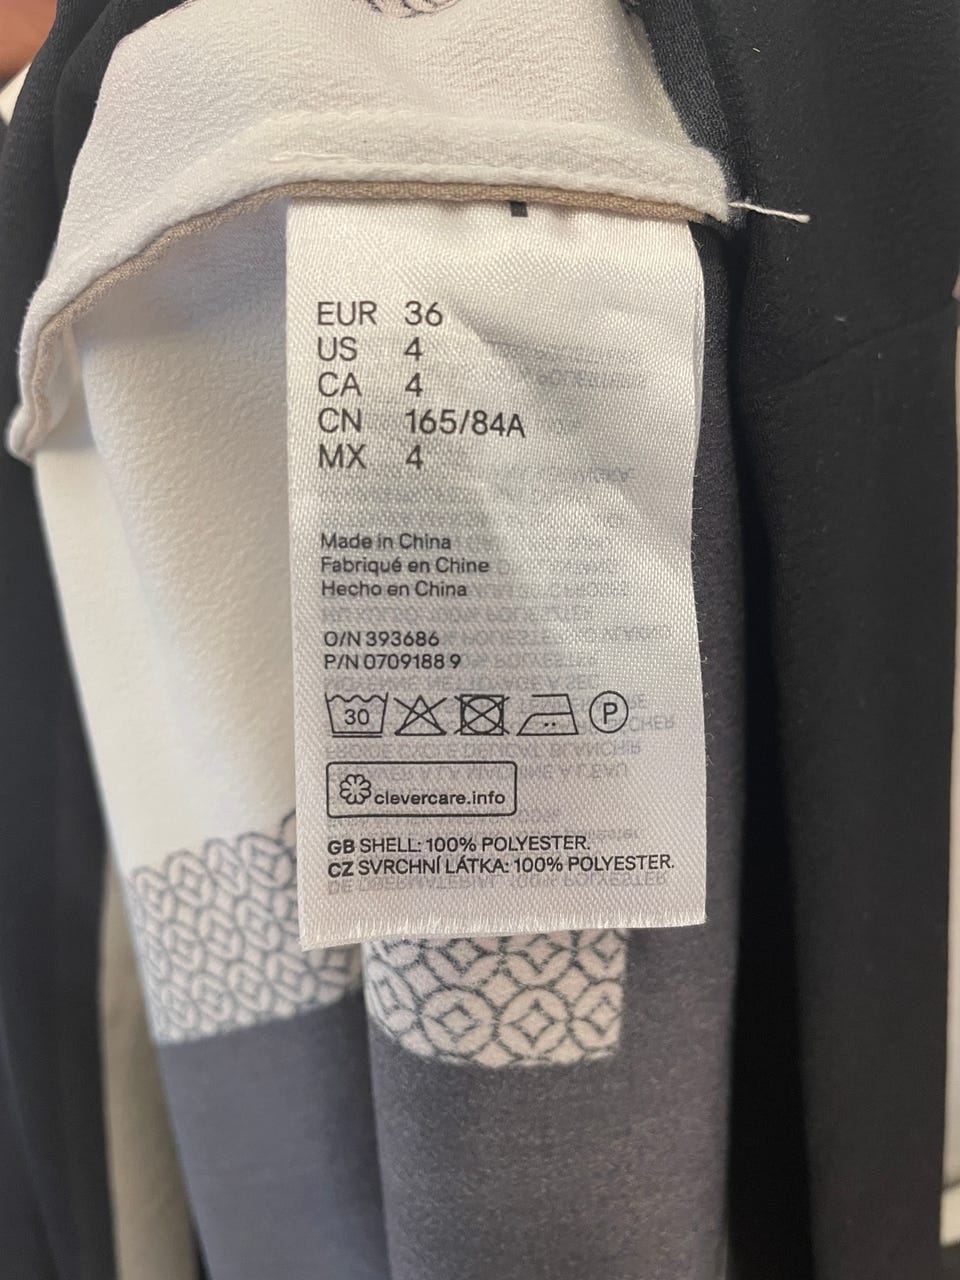 EUR 36
US 4
CA 4
CN 165/84A
MX 4
Made in China
Fabriqué en Chine
Hecho en China
O/N 393686
P/N 0709188 9
30
P
clevercare.info
GB SHELL: 100% POLYESTER.
CZ SVRCHNÍ LÁTKA: 100% POLYESTER.